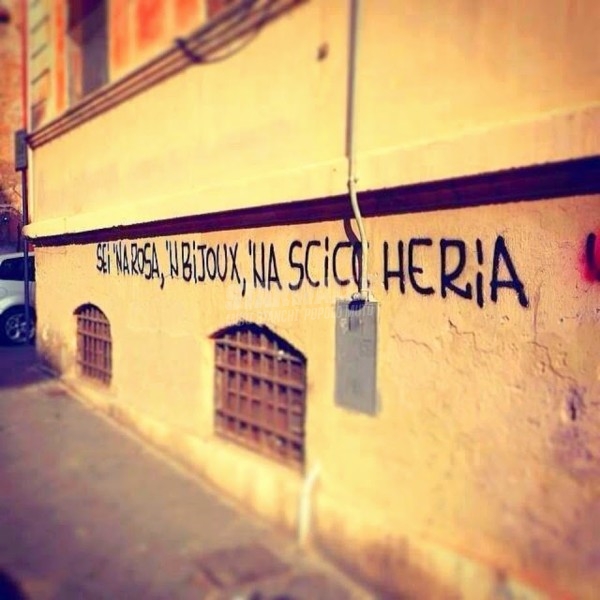 SEI 'NA ROSA, 'N BIJOUX, 'NA SCICCHERIA